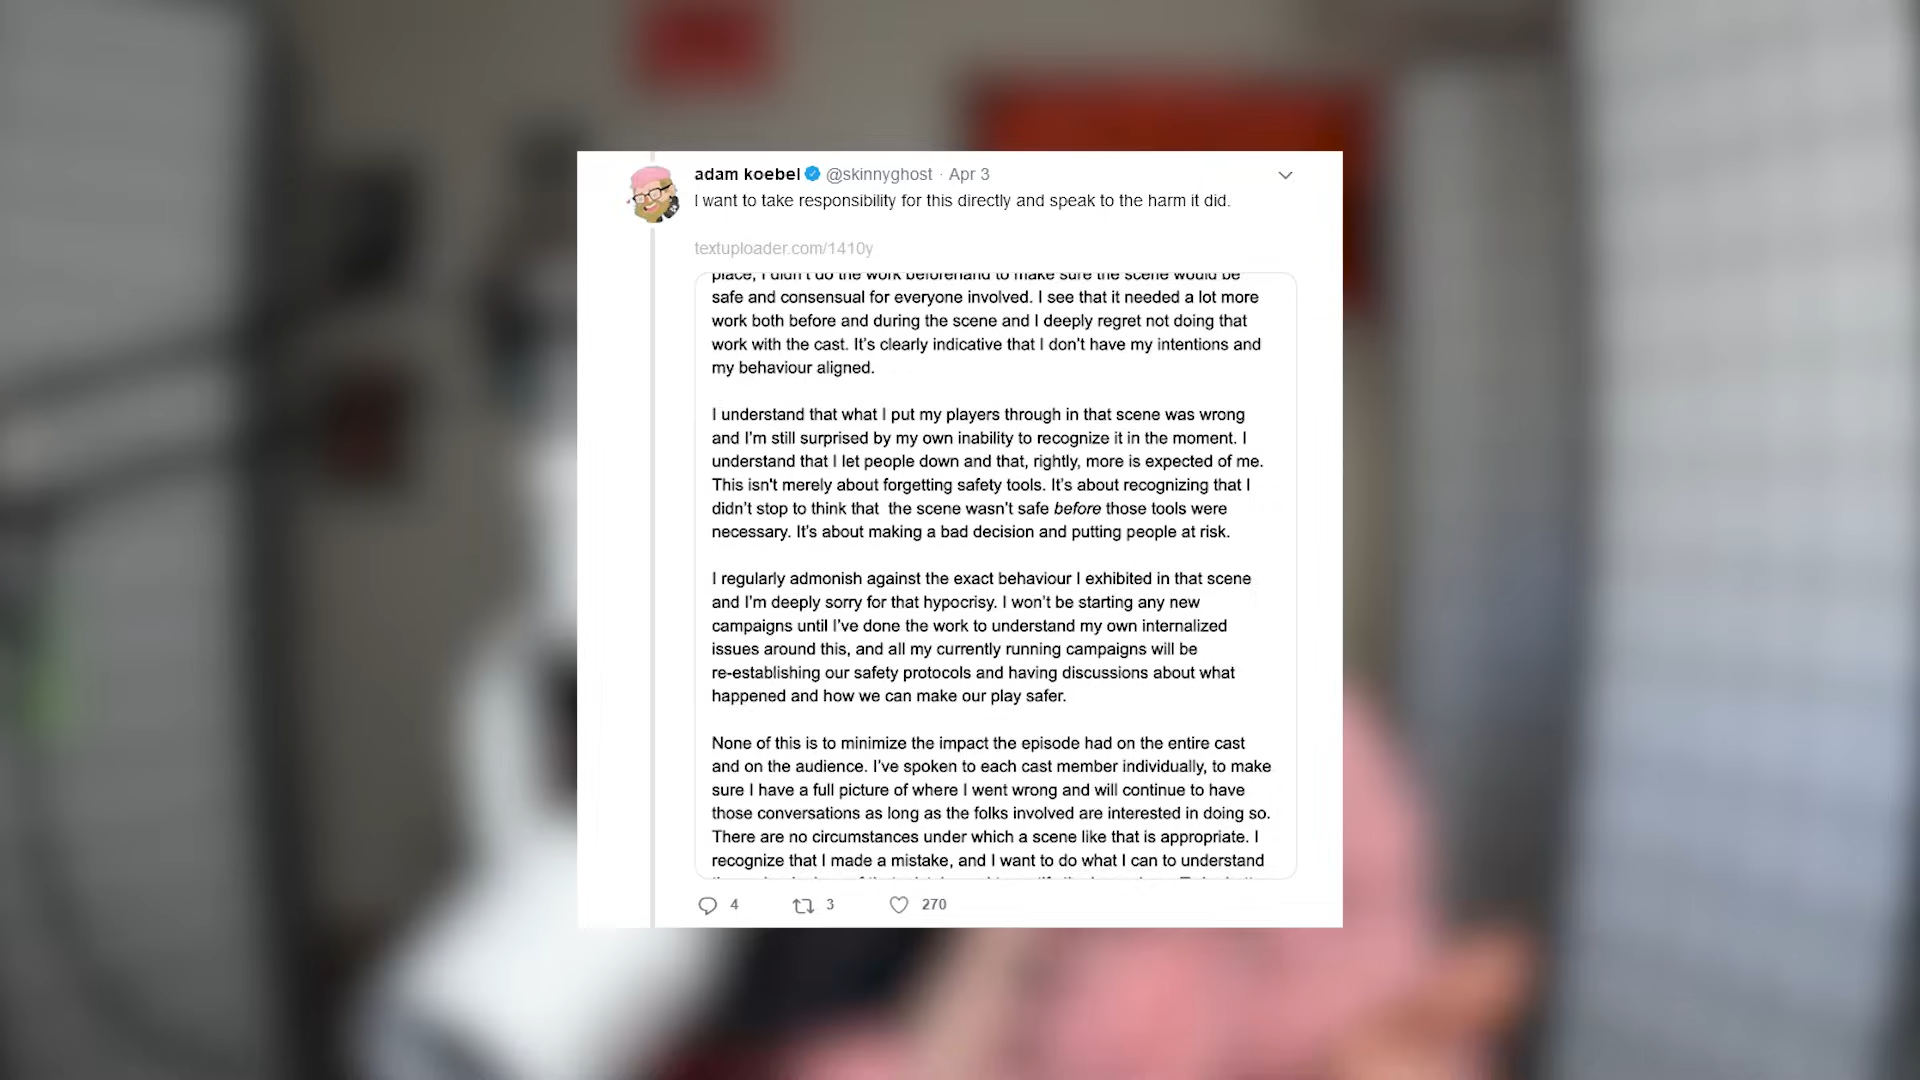 adam koebel @skinnyghost · Apr 3
I want to take responsibility for this directly and speak to the harm it did.
textuploader.com/1410y
place, I didn't do the work beforehand to make sure the scene would be
safe and consensual for everyone involved. I see that it needed a lot more
work both before and during the scene and I deeply regret not doing that
work with the cast. It's clearly indicative that I don't have my intentions and
my behaviour aligned.
I understand that what I put my players through in that scene was wrong
and I'm still surprised by my own inability to recognize it in the moment. I
understand that I let people down and that, rightly, more is expected of me.
This isn't merely about forgetting safety tools. It's about recognizing that I
didn't stop to think that the scene wasn't safe before those tools were
necessary. It's about making a bad decision and putting people at risk.
I regularly admonish against the exact behaviour I exhibited in that scene
and I'm deeply sorry for that hypocrisy. I won't be starting any new
campaigns until I've done the work to understand my own internalized
issues around this, and all my currently running campaigns will be
re-establishing our safety protocols and having discussions about what
happened and how we can make our play safer.
None of this is to minimize the impact the episode had on the entire cast
and on the audience. I've spoken to each cast member individually, to make
sure I have a full picture of where I went wrong and will continue to have
those conversations as long as the folks involved are interested in doing so.
There are no circumstances under which a scene like that is appropriate. I
recognize that I made a mistake, and I want to do what I can to understand
4 3 270